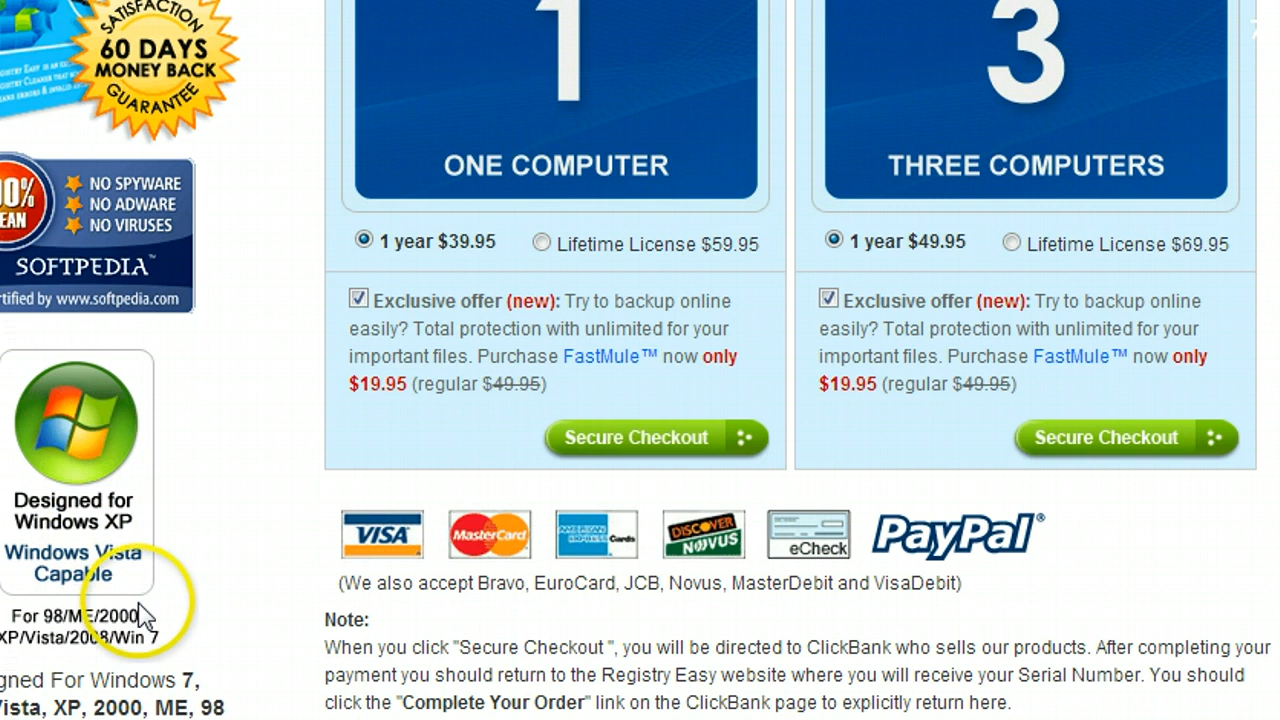 SATISFACTION
60 DAYS
MONEY BACK
GUARANTEE
1
ONE COMPUTER
3
THREE COMPUTERS
NO SPYWARE
NO ADWARE
NO VIRUSES
SOFTPEDIA™
by www.softpedia.com
1 year $39.95
Lifetime License $59.95
1 year $49.95
Lifetime License $69.95
Exclusive offer (new): Try to backup online
easily? Total protection with unlimited for your
important files. Purchase FastMule™ now only
$19.95 (regular $49.95)
Exclusive offer (new): Try to backup online
easily? Total protection with unlimited for your
important files. Purchase FastMule™ now only
$19.95 (regular $49.95)
Secure Checkout
Secure Checkout
Designed for
Windows XP
Windows Vista
Capable
For 98/ME/2000
XP/Vista/2008/Win 7
Windows 7,
XP, 2000, ME, 98
VISA
MasterCard
AMERICAN EXPRESS Cards
DISCOVER
NOVUS
eCheck
PayPal®
(We also accept Bravo, EuroCard, JCB, Novus, MasterDebit and VisaDebit)
Note:
When you click "Secure Checkout ", you will be directed to ClickBank who sells our products. After completing your
payment you should return to the Registry Easy website where you will receive your Serial Number. You should
click the "Complete Your Order" link on the ClickBank page to explicitly return here.